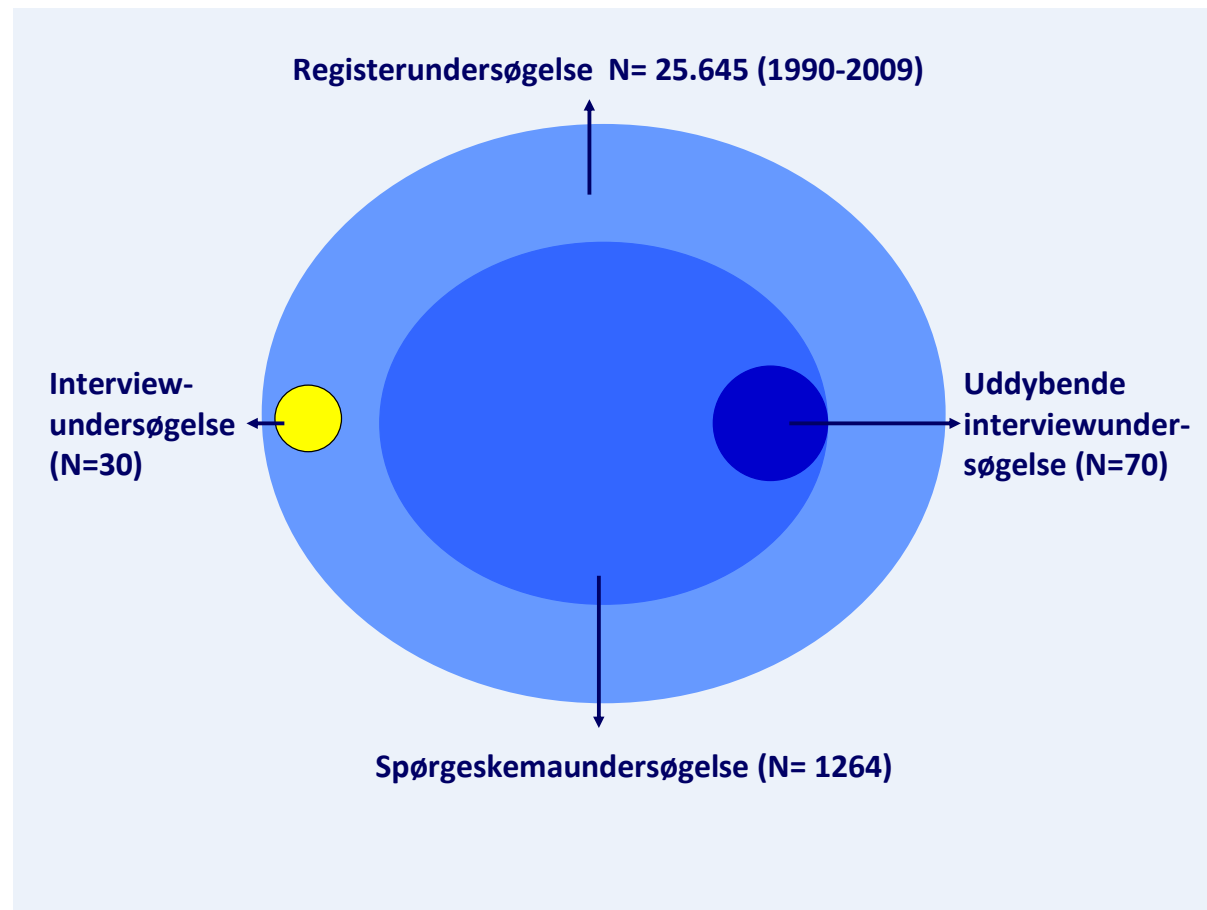 Registerundersøgelse  N= 25.645 (1990-2009)
Interview-
undersøgelse
(N=30)
Uddybende
interviewunder-
søgelse (N=70)
Spørgeskemaundersøgelse (N= 1264)